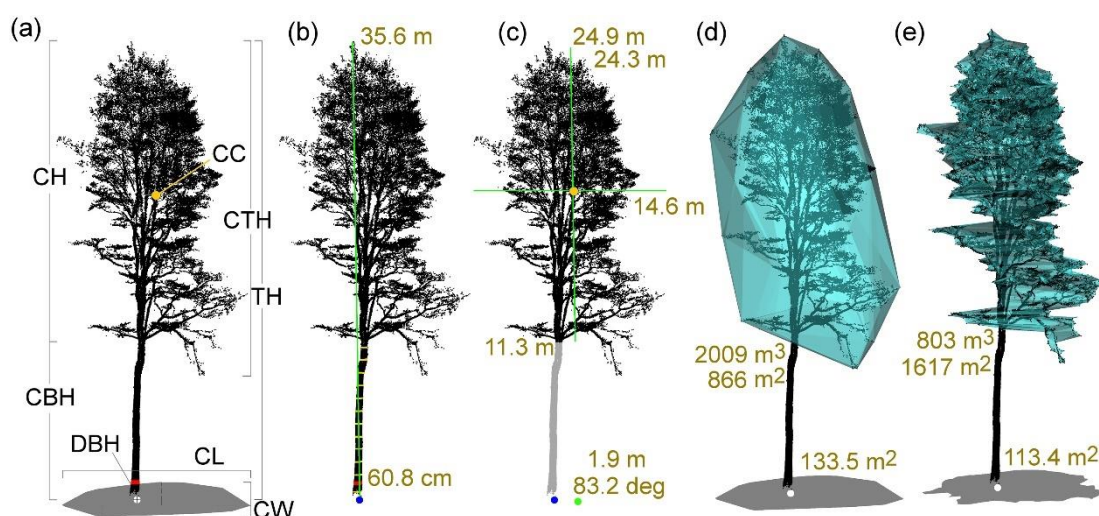 (a)
CH
CC
CTH
TH
CBH
DBH
CL
CW
(b)
35.6 m
60.8 cm
(c)
24.9 m
24.3 m
14.6 m
11.3 m
1.9 m
83.2 deg
(d)
2009 m³
866 m²
133.5 m²
(e)
803 m³
1617 m²
113.4 m²